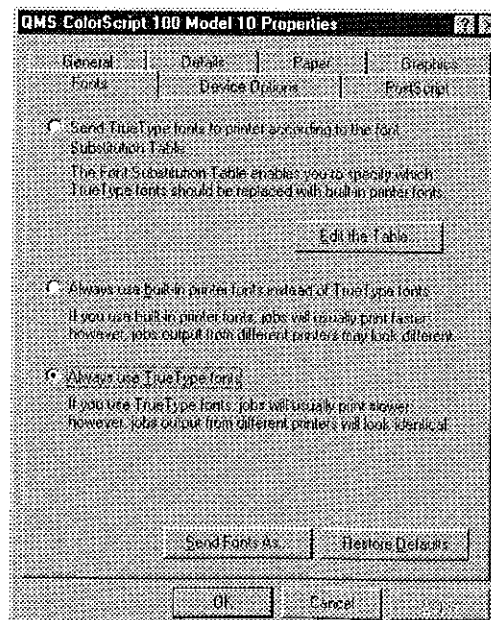 QMS ColorScript 100 Model 10 Properties
? X
General Details Paper Graphics
Fonts Device Options PostScript
Send TrueType fonts to printer according to the font
Substitution Table
The Font Substitution Table enables you to specify which
TrueType fonts should be replaced with built-in printer fonts.
Edit the Table...
Always use built-in printer fonts instead of TrueType fonts
If you use built-in printer fonts, jobs will usually print faster;
however, jobs output from different printers may look different.
Always use TrueType fonts
If you use TrueType fonts, jobs will usually print slower;
however, jobs output from different printers will look identical.
Send Fonts As... Restore Defaults
OK Cancel